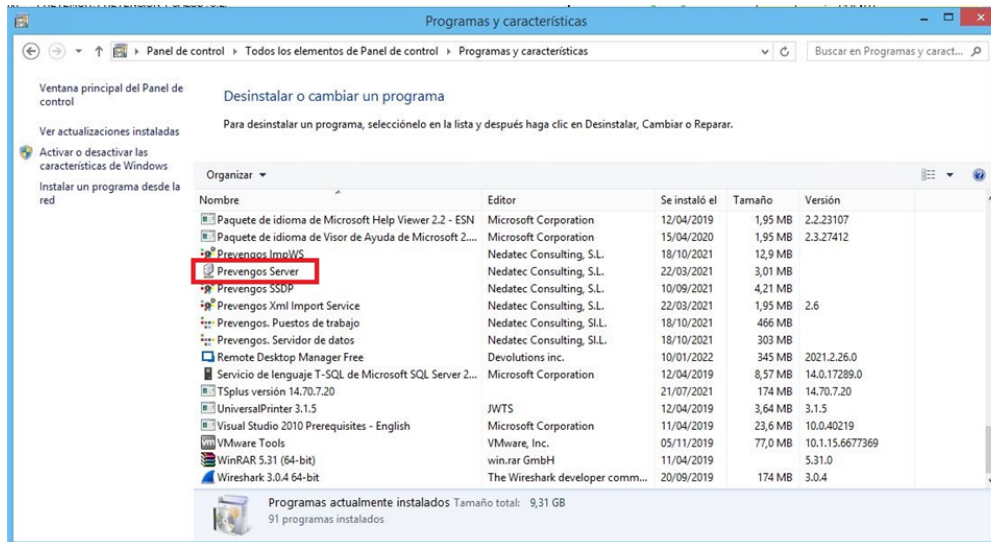 Programas y características
Panel de control Todos los elementos de Panel de control Programas y características
Buscar en Programas y caract...
Ventana principal del Panel de
control
Ver actualizaciones instaladas
Activar o desactivar las
características de Windows
Instalar un programa desde la
red
Desinstalar o cambiar un programa
Para desinstalar un programa, selecciónelo en la lista y después haga clic en Desinstalar, Cambiar o Reparar.
Organizar
Nombre Editor Se instaló el Tamaño Versión
Paquete de idioma de Microsoft Help Viewer 2.2 - ESN Microsoft Corporation 12/04/2019 1,95 MB 2.2.23107
Paquete de idioma de Visor de Ayuda de Microsoft 2.... Microsoft Corporation 15/04/2020 1,95 MB 2.3.27412
Prevengos ImpWS Nedatec Consulting, S.L. 18/10/2021 12,9 MB
Prevengos Server Nedatec Consulting, S.L. 22/03/2021 3,01 MB
Prevengos SSDP Nedatec Consulting, S.L. 10/09/2021 4,21 MB
Prevengos Xml Import Service Nedatec Consulting, S.L. 22/03/2021 1,95 MB 2.6
Prevengos. Puestos de trabajo Nedatec Consulting, Sl.L. 18/10/2021 466 MB
Prevengos. Servidor de datos Nedatec Consulting, Sl.L. 18/10/2021 303 MB
Remote Desktop Manager Free Devolutions inc. 10/01/2022 345 MB 2021.2.26.0
Servicio de lenguaje T-SQL de Microsoft SQL Server 2... Microsoft Corporation 12/04/2019 8,57 MB 14.0.17289.0
TSplus versión 14.70.7.20 21/07/2021 174 MB 14.70.7.20
UniversalPrinter 3.1.5 JWTS 12/04/2019 3,64 MB 3.1.5
Visual Studio 2010 Prerequisites - English Microsoft Corporation 11/04/2019 23,6 MB 10.0.40219
VMware Tools VMware, Inc. 05/11/2019 77,0 MB 10.1.15.6677369
WinRAR 5.31 (64-bit) win.rar GmbH 11/04/2019 5.31.0
Wireshark 3.0.4 64-bit The Wireshark developer comm... 20/09/2019 174 MB 3.0.4
Programas actualmente instalados Tamaño total: 9,31 GB
91 programas instalados